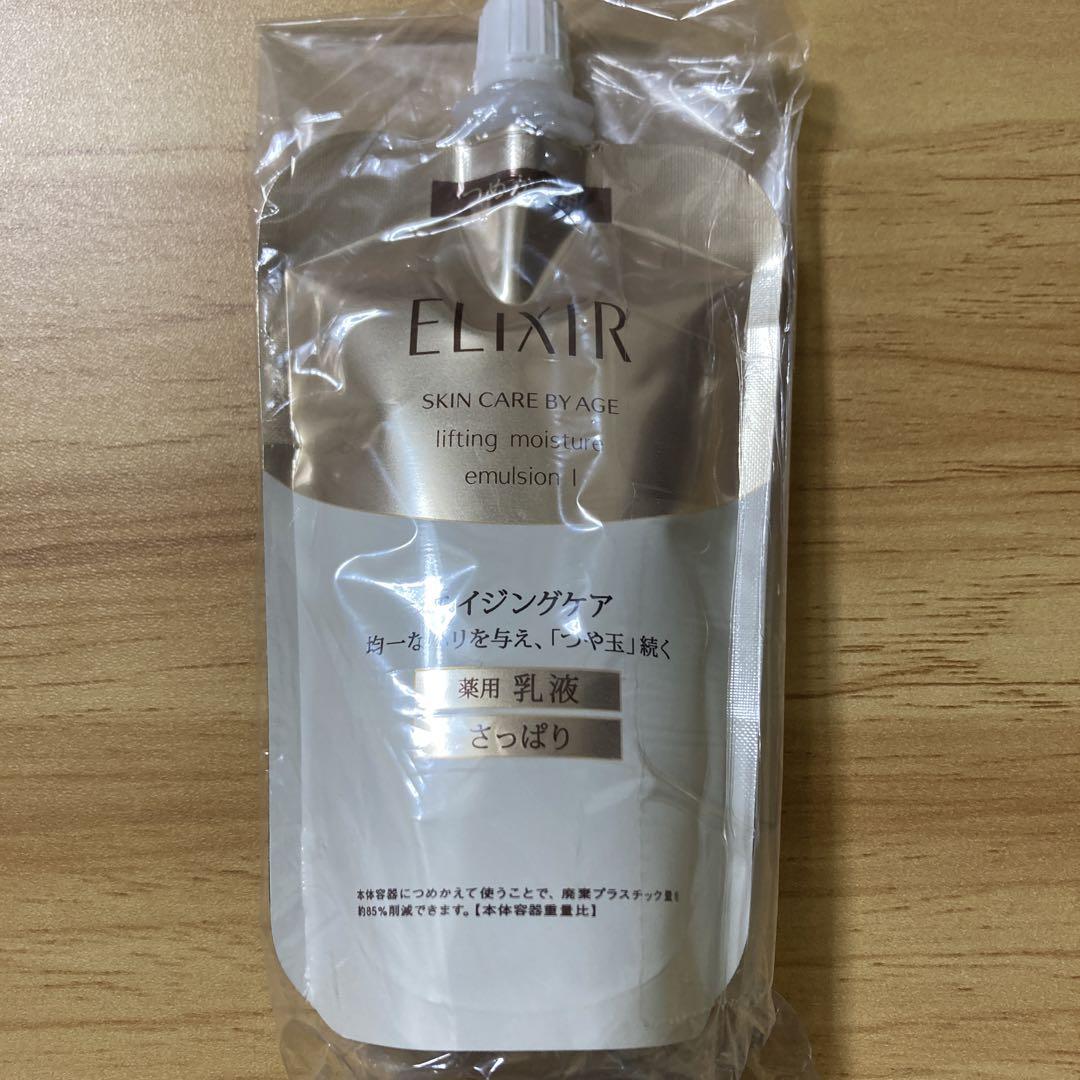 ELIXIR
SKIN CARE BY AGE
lifting moisture
emulsion I
エイジングケア
均一なハリを与え、「つや玉」続く
薬用 乳液
さっぱり
本体容器につめかえて使うことで、廃棄プラスチック量を
約85%削減できます。【本体容器重量比】